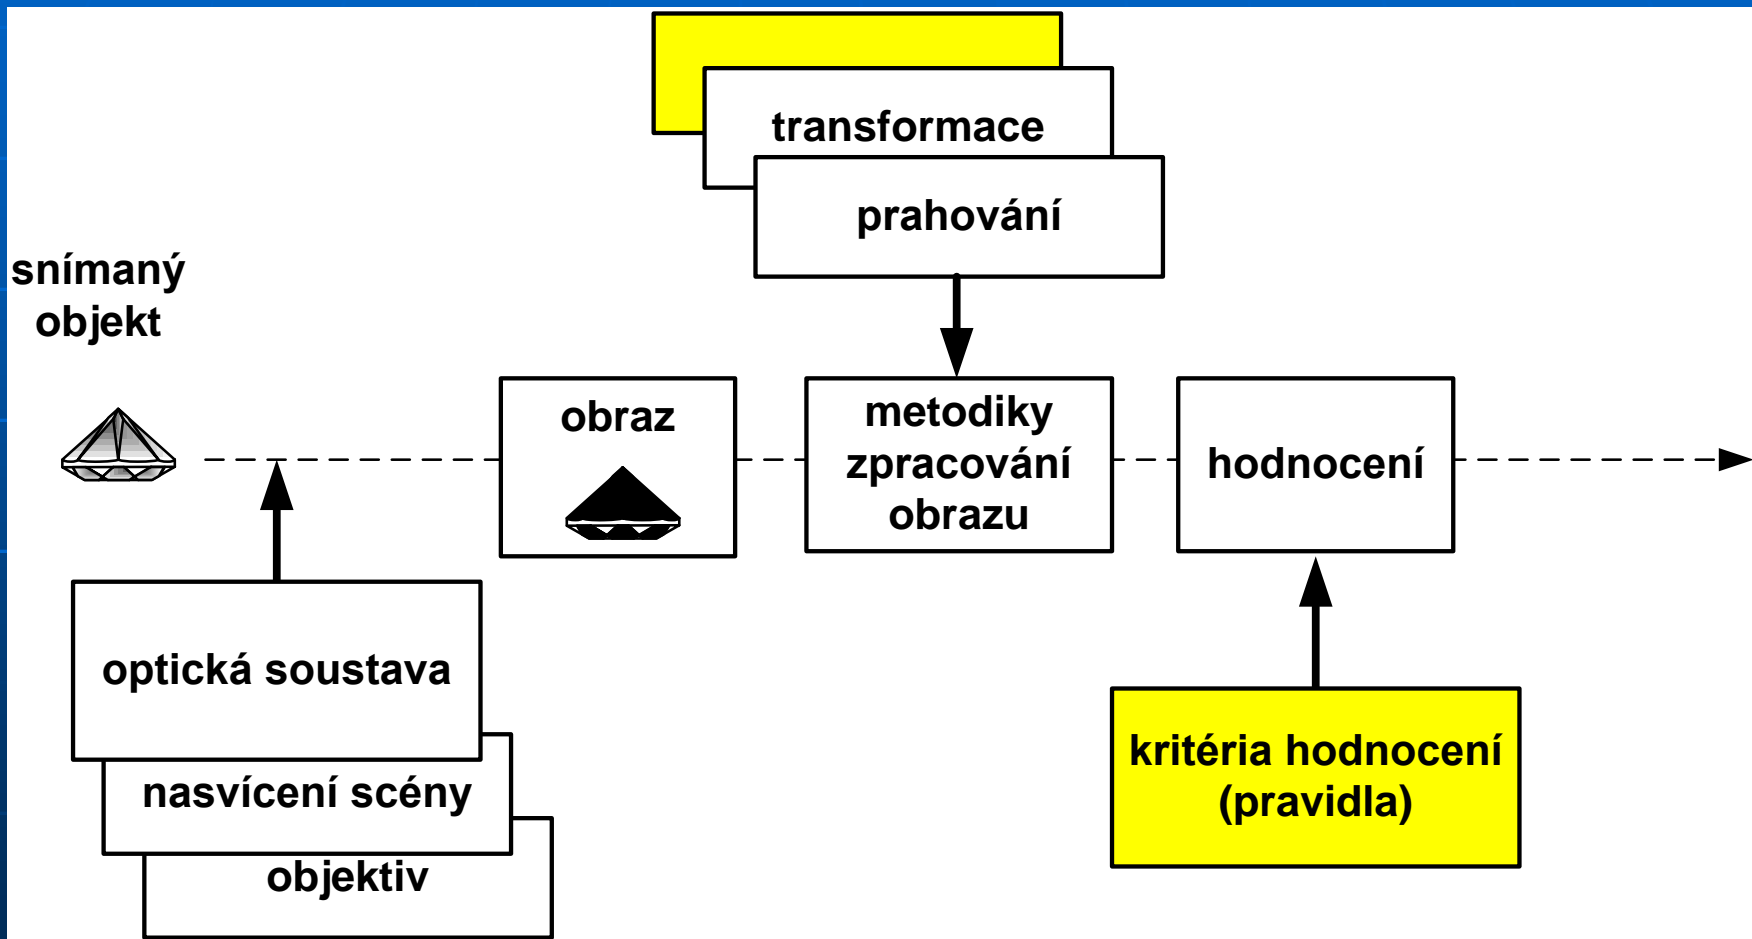 transformace
prahování
snímaný
objekt
obraz
metodiky
zpracování
obrazu
hodnocení
optická soustava
nasvícení scény
objektiv
kritéria hodnocení
(pravidla)